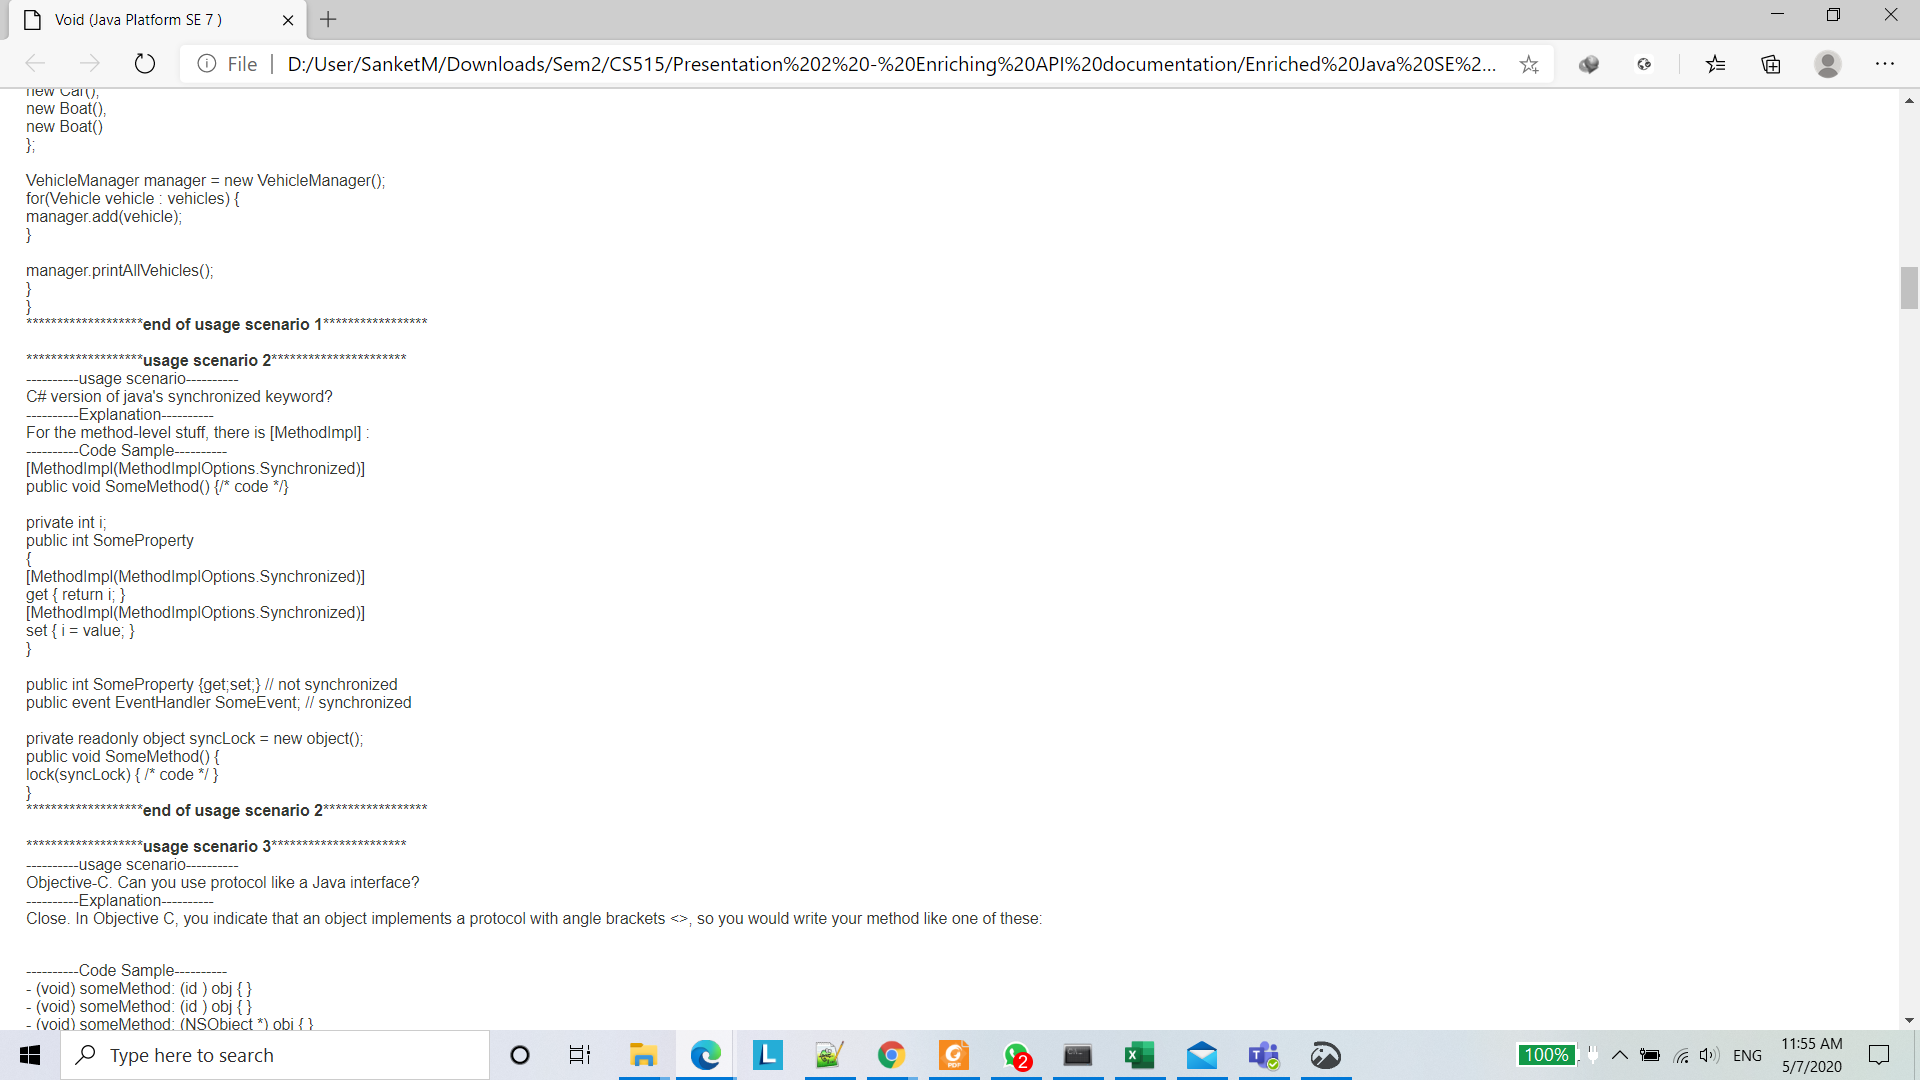 Void (Java Platform SE 7 )
File
D:/User/SanketM/Downloads/Sem2/CS515/Presentation%202%20-%20Enriching%20API%20documentation/Enriched%20Java%20SE%2...
new Car(),
new Boat(),
new Boat()
};
VehicleManager manager = new VehicleManager();
for(Vehicle vehicle : vehicles) {
manager.add(vehicle);
}
manager.printAllVehicles();
}
}
*******************end of usage scenario 1*****************
*******************usage scenario 2**********************
----------usage scenario----------
C# version of java's synchronized keyword?
----------Explanation----------
For the method-level stuff, there is [MethodImpl] :
----------Code Sample----------
[MethodImpl(MethodImplOptions.Synchronized)]
public void SomeMethod() {/* code */}
private int i;
public int SomeProperty
{
[MethodImpl(MethodImplOptions.Synchronized)]
get { return i; }
[MethodImpl(MethodImplOptions.Synchronized)]
set { i = value; }
}
public int SomeProperty {get;set;} // not synchronized
public event EventHandler SomeEvent; // synchronized
private readonly object syncLock = new object();
public void SomeMethod() {
lock(syncLock) { /* code */ }
}
*******************end of usage scenario 2*****************
*******************usage scenario 3**********************
----------usage scenario----------
Objective-C. Can you use protocol like a Java interface?
----------Explanation----------
Close. In Objective C, you indicate that an object implements a protocol with angle brackets <>, so you would write your method like one of these:
----------Code Sample----------
- (void) someMethod: (id ) obj { }
- (void) someMethod: (id ) obj { }
- (void) someMethod: (NSObject *) obj { }
Type here to search
2
100%
ENG
11:55 AM
5/7/2020